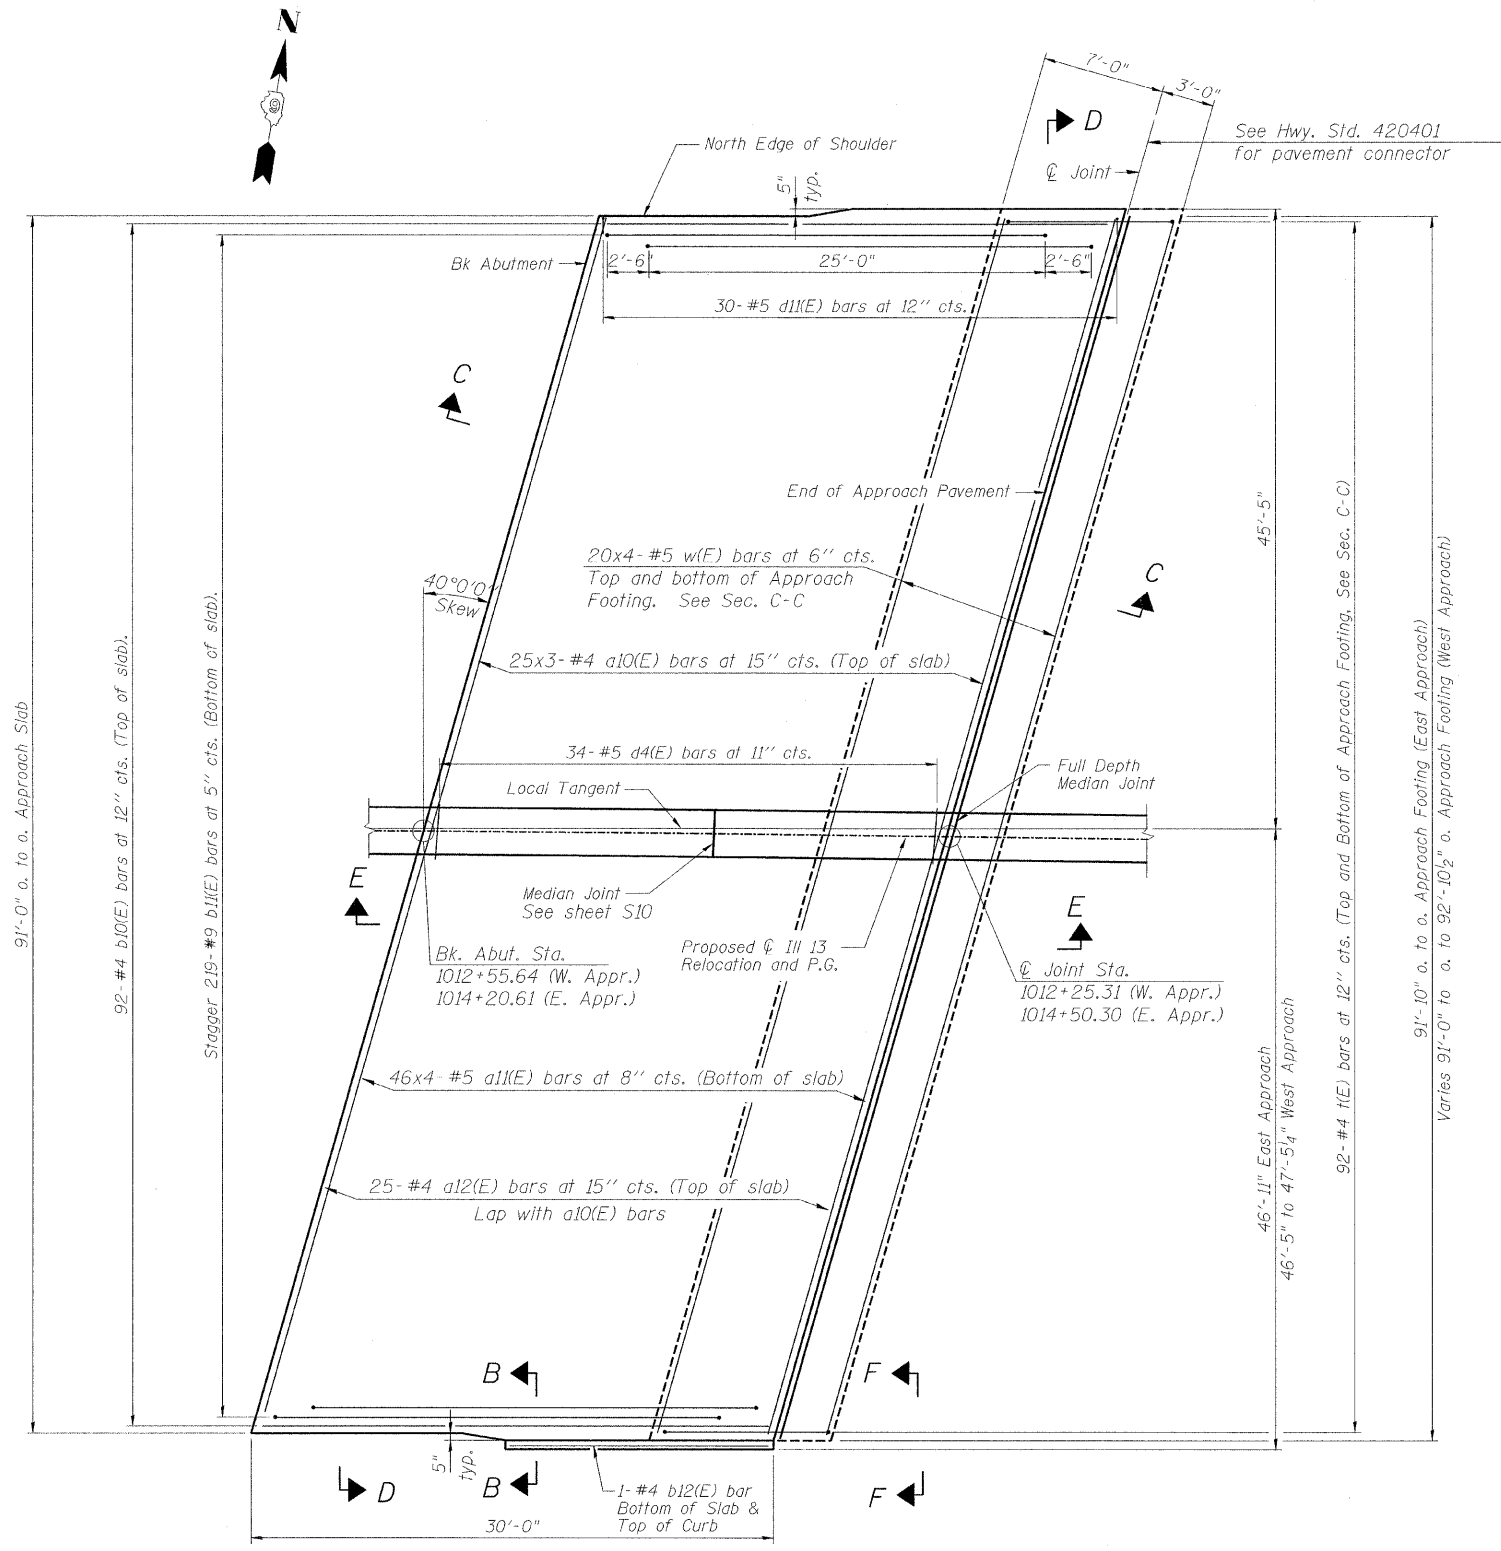 N
7'-0"
3'-0"
D
See Hwy. Std. 420401
for pavement connector
℄ Joint
North Edge of Shoulder
5"
typ.
Bk Abutment
2'-6"
25'-0"
2'-6"
30-#5 d11(E) bars at 12" cts.
C
End of Approach Pavement
45'-5"
20x4-#5 w(E) bars at 6" cts.
Top and bottom of Approach
Footing. See Sec. C-C
C
40°0'0"
Skew
25x3-#4 a10(E) bars at 15" cts. (Top of slab)
34-#5 d4(E) bars at 11" cts.
Local Tangent
Full Depth
Median Joint
E
Median Joint
See sheet S10
E
Bk. Abut. Sta.
1012+55.64 (W. Appr.)
1014+20.61 (E. Appr.)
Proposed ℄ Ill 13
Relocation and P.G.
℄ Joint Sta.
1012+25.31 (W. Appr.)
1014+50.30 (E. Appr.)
46x4-#5 a11(E) bars at 8" cts. (Bottom of slab)
25-#4 a12(E) bars at 15" cts. (Top of slab)
Lap with a10(E) bars
B
F
5"
typ.
D
B
F
1-#4 b12(E) bar
Bottom of Slab &
Top of Curb
30'-0"
91'-0" o. to o. Approach Slab
92-#4 b10(E) bars at 12" cts. (Top of slab).
Stagger 219-#9 b11(E) bars at 5" cts. (Bottom of slab).
46'-11" East Approach
46'-5" to 47'-5¼" West Approach
92-#4 t(E) bars at 12" cts. (Top and Bottom of Approach Footing, See Sec. C-C)
91'-10" o. to o. Approach Footing (East Approach)
Varies 91'-0" to o. to 92'-10½" o. Approach Footing (West Approach)